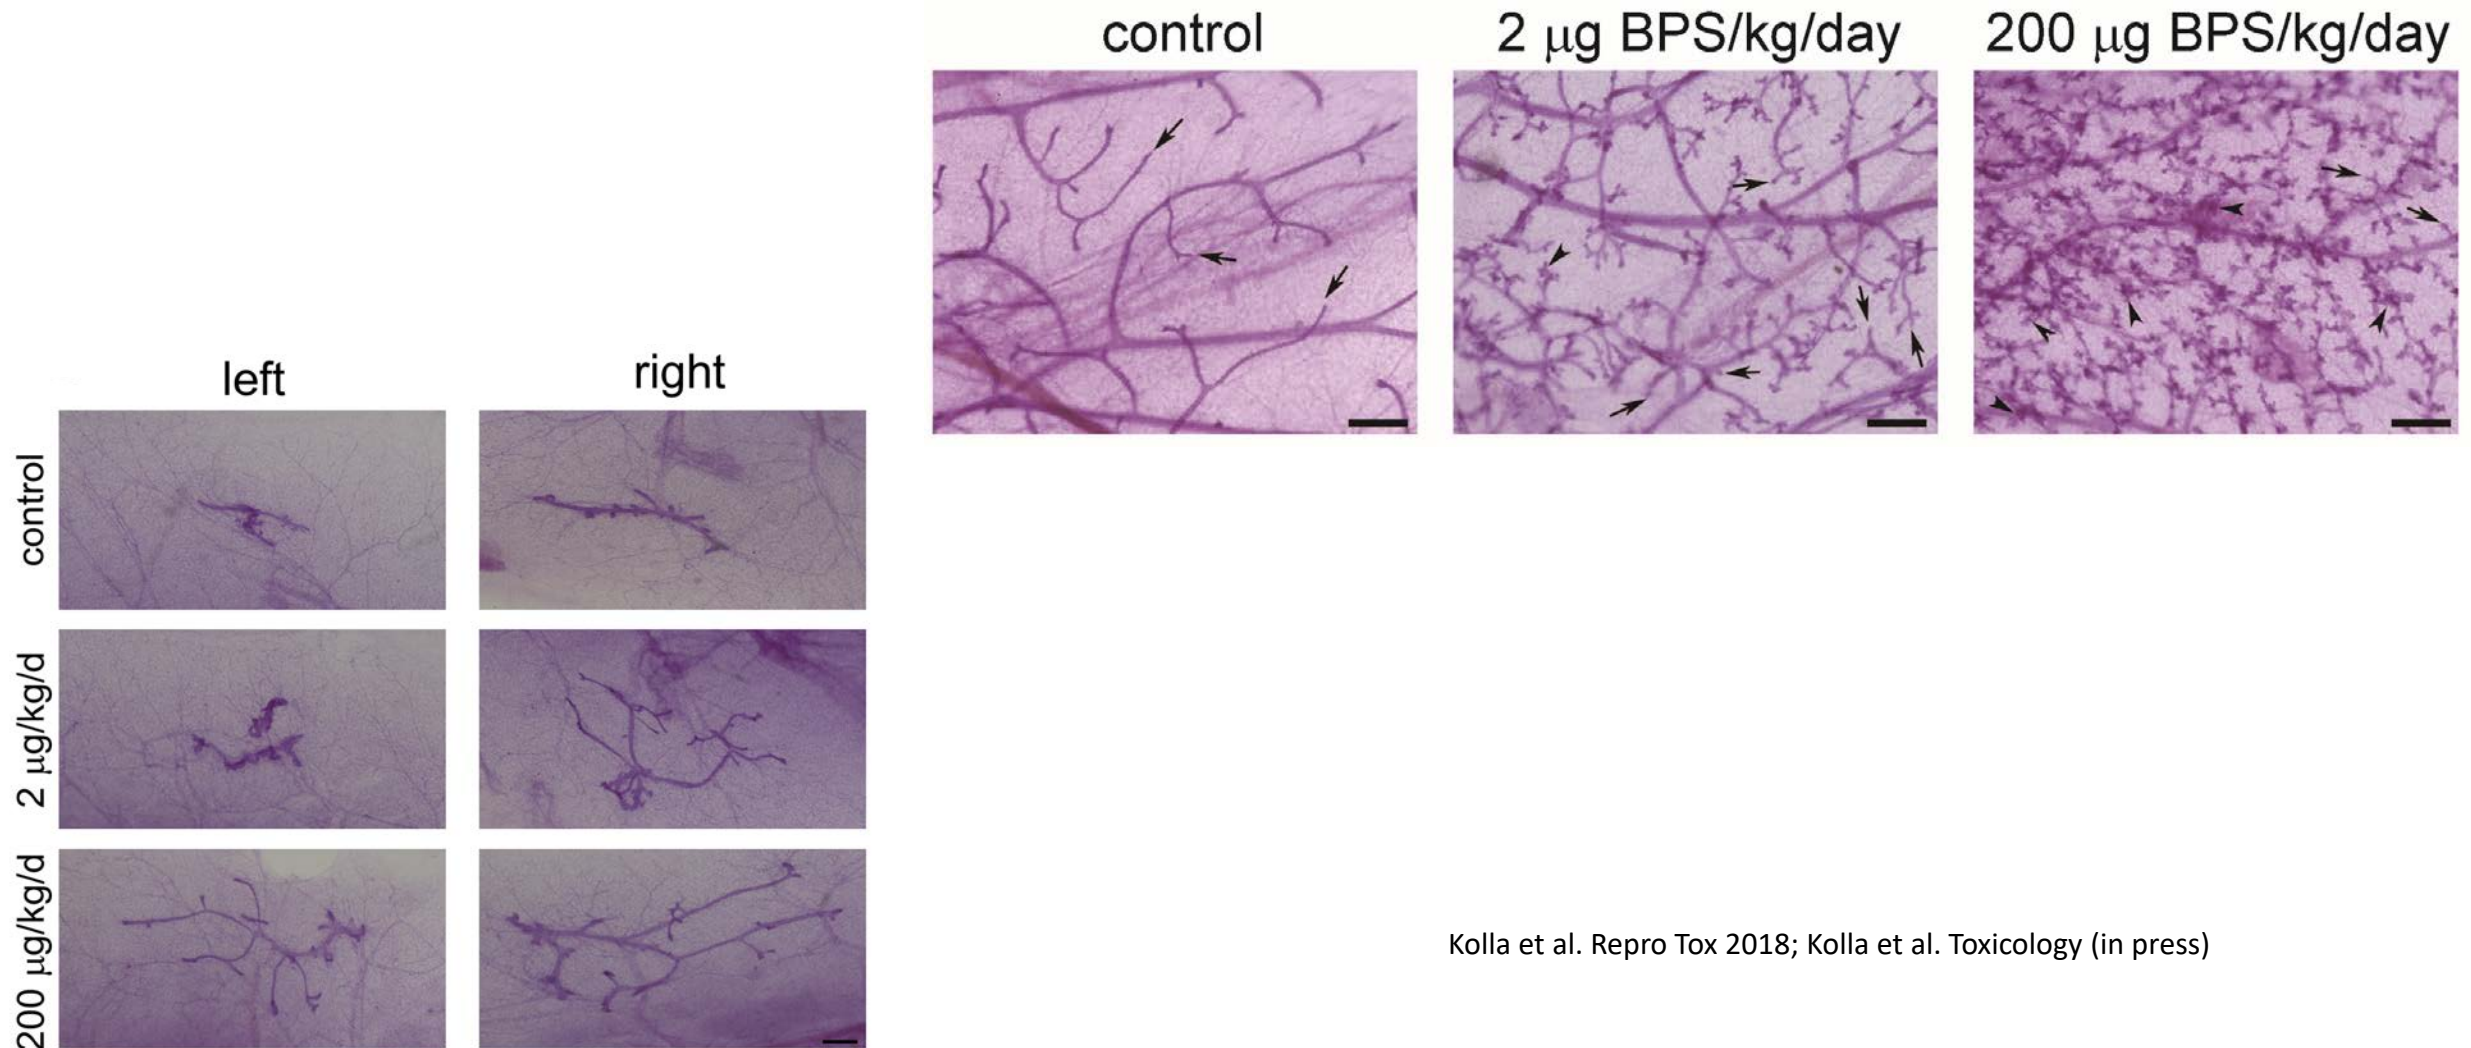 control
2 μg BPS/kg/day
200 μg BPS/kg/day
left
right
control
2 μg/kg/d
200 μg/kg/d
Kolla et al. Repro Tox 2018; Kolla et al. Toxicology (in press)